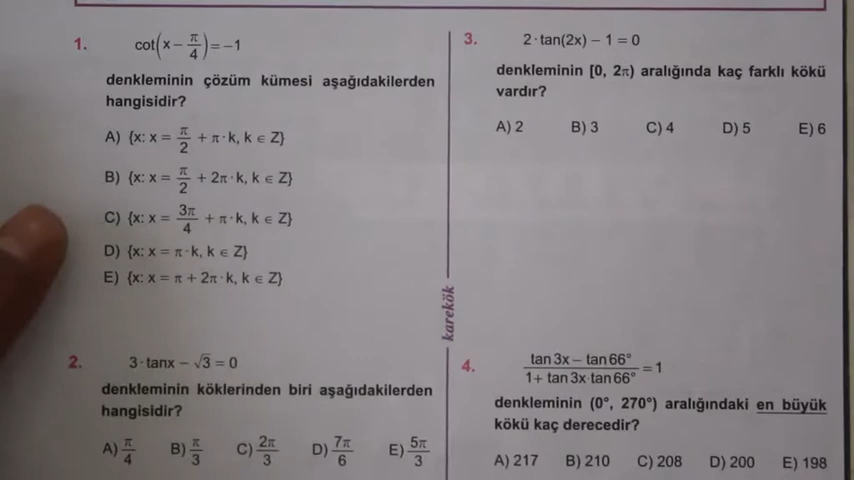 1. cot(x − π/4) = −1
denkleminin çözüm kümesi aşağıdakilerden
hangisidir?
A) {x: x = π/2 + π·k, k ∈ Z}
B) {x: x = π/2 + 2π·k, k ∈ Z}
C) {x: x = 3π/4 + π·k, k ∈ Z}
D) {x: x = π·k, k ∈ Z}
E) {x: x = π + 2π·k, k ∈ Z}
2. 3·tanx − √3 = 0
denkleminin köklerinden biri aşağıdakilerden
hangisidir?
A) π/4 B) π/3 C) 2π/3 D) 7π/6 E) 5π/3
karekök
3. 2·tan(2x) − 1 = 0
denkleminin [0, 2π) aralığında kaç farklı kökü
vardır?
A) 2 B) 3 C) 4 D) 5 E) 6
4. (tan 3x − tan 66°)/(1 + tan 3x·tan 66°) = 1
denkleminin (0°, 270°) aralığındaki en büyük
kökü kaç derecedir?
A) 217 B) 210 C) 208 D) 200 E) 198